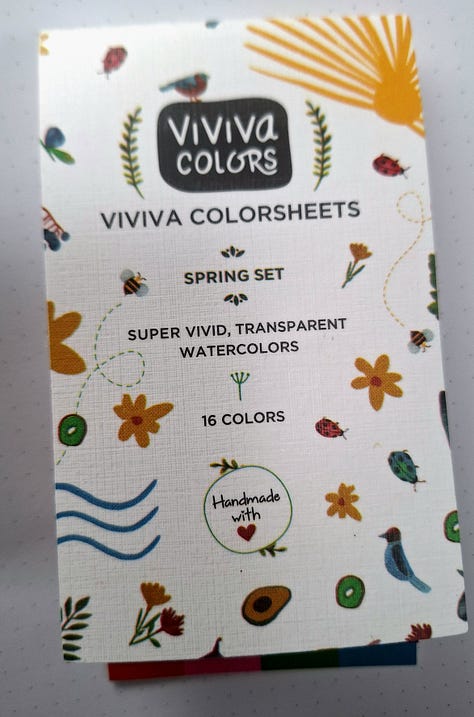 ViViVa
COLORS
VIVIVA COLORSHEETS
SPRING SET
SUPER VIVID, TRANSPARENT
WATERCOLORS
16 COLORS
Handmade
with